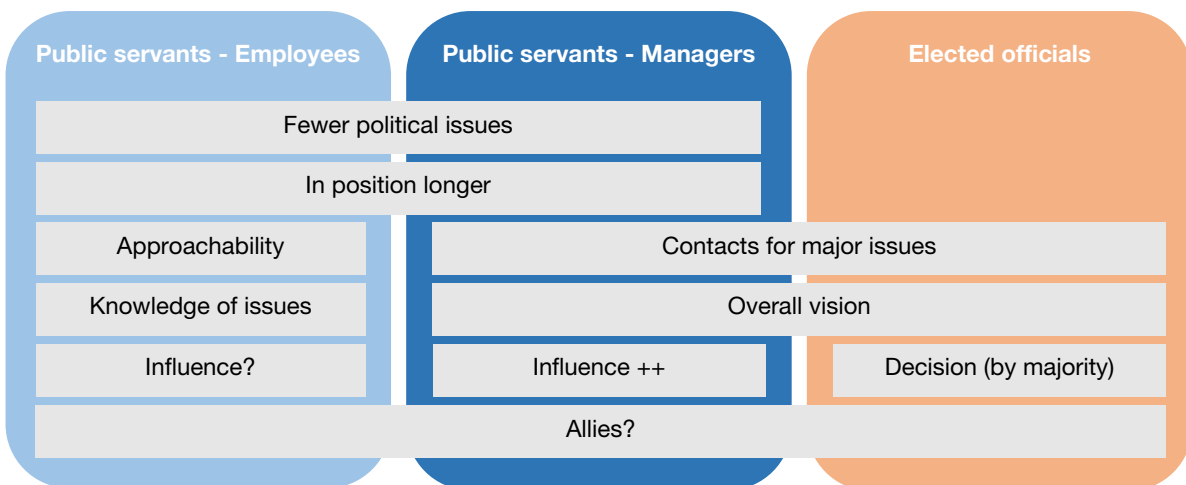 Public servants - Employees
Public servants - Managers
Elected officials
Fewer political issues
In position longer
Approachability
Contacts for major issues
Knowledge of issues
Overall vision
Influence?
Influence ++
Decision (by majority)
Allies?